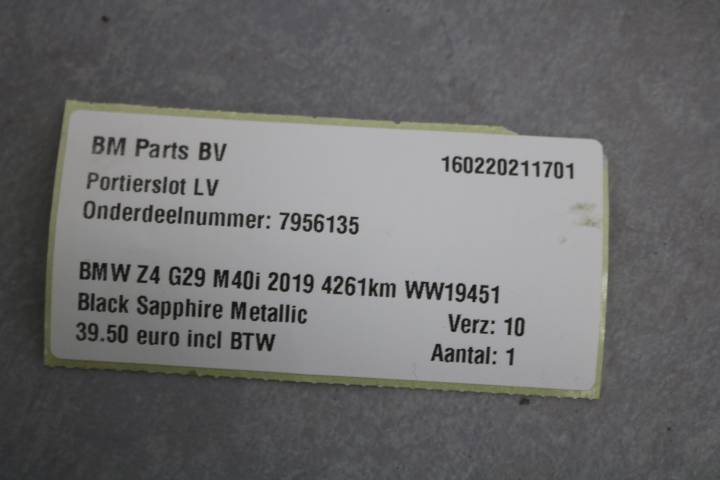 BM Parts BV
160220211701
Portierslot LV
Onderdeelnummer: 7956135
BMW Z4 G29 M40i 2019 4261km WW19451
Black Sapphire Metallic
Verz: 10
39.50 euro incl BTW
Aantal: 1